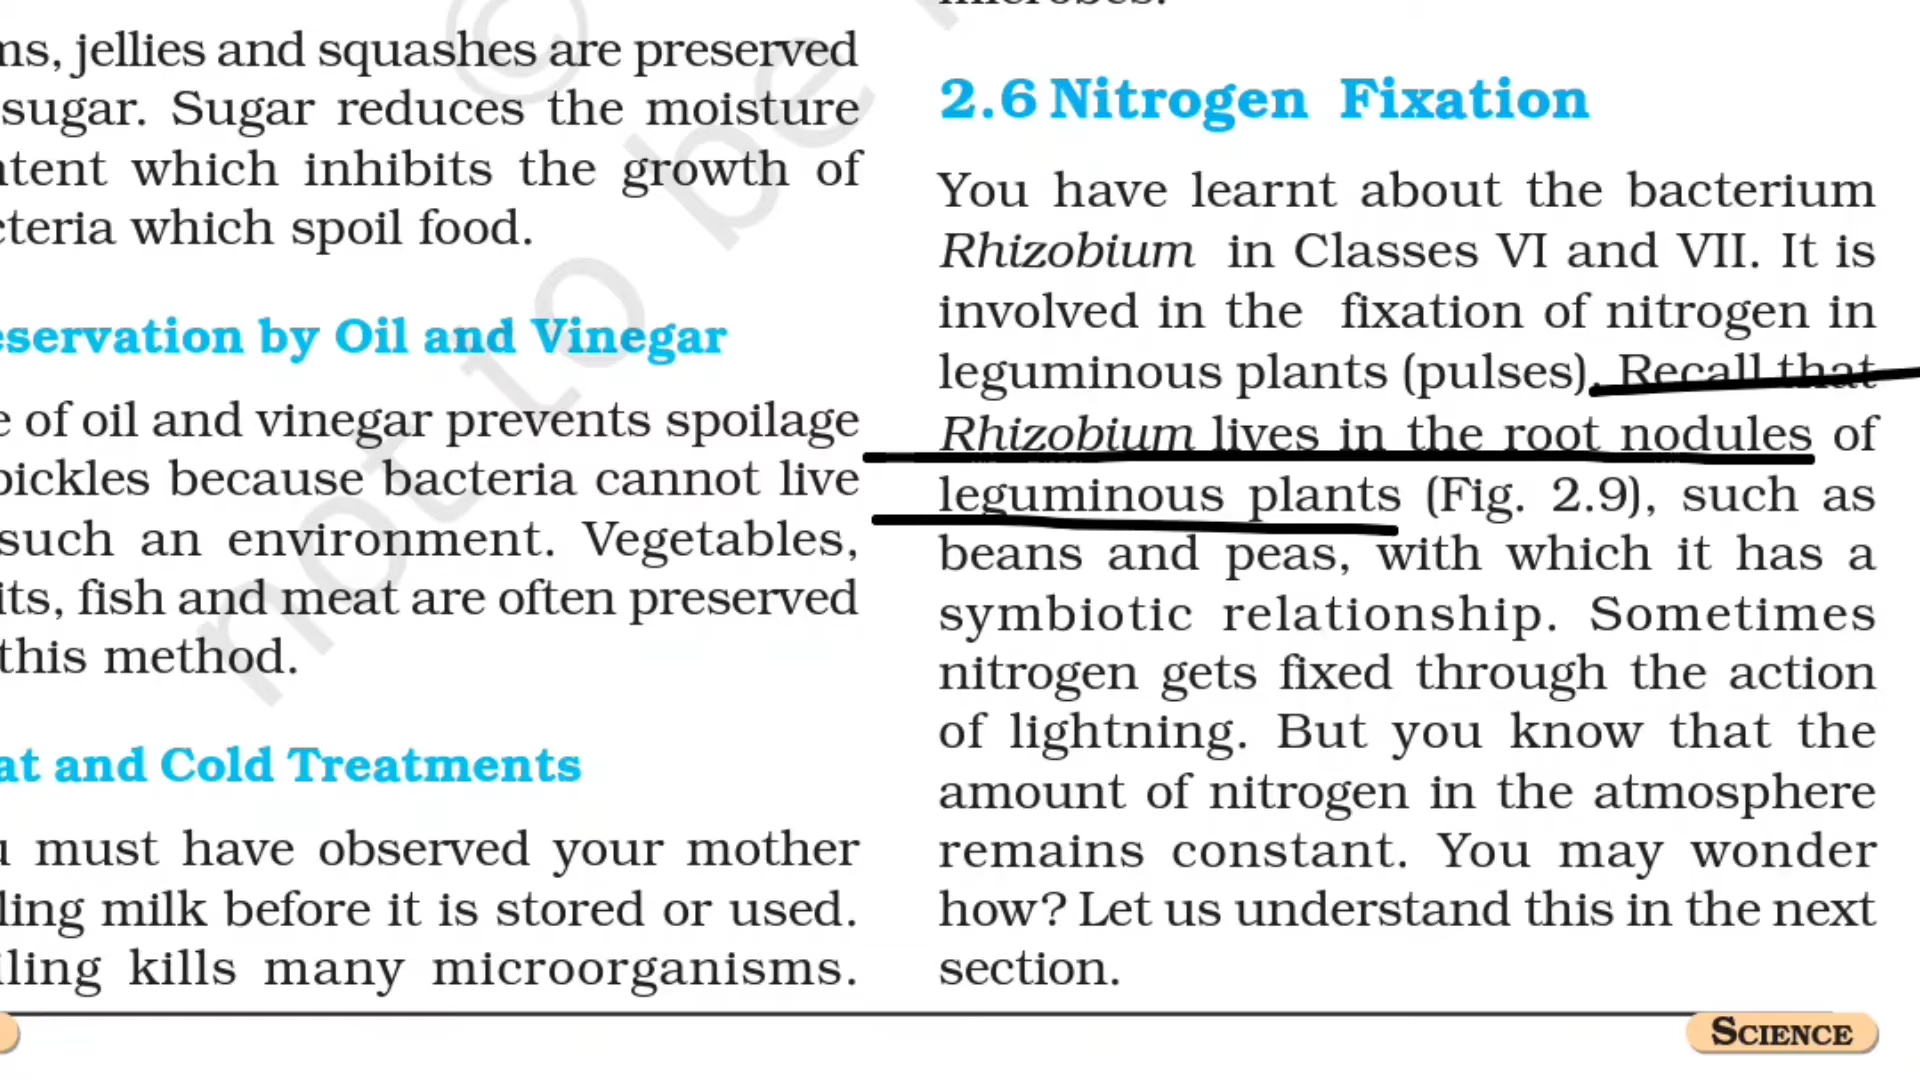 ms, jellies and squashes are preserved
sugar. Sugar reduces the moisture
ntent which inhibits the growth of
cteria which spoil food.
eservation by Oil and Vinegar
e of oil and vinegar prevents spoilage
pickles because bacteria cannot live
such an environment. Vegetables,
its, fish and meat are often preserved
this method.
at and Cold Treatments
u must have observed your mother
ling milk before it is stored or used.
iling kills many microorganisms.
microbes.
2.6 Nitrogen Fixation
You have learnt about the bacterium
Rhizobium in Classes VI and VII. It is
involved in the fixation of nitrogen in
leguminous plants (pulses). Recall that
Rhizobium lives in the root nodules of
leguminous plants (Fig. 2.9), such as
beans and peas, with which it has a
symbiotic relationship. Sometimes
nitrogen gets fixed through the action
of lightning. But you know that the
amount of nitrogen in the atmosphere
remains constant. You may wonder
how? Let us understand this in the next
section.
SCIENCE
©
not to be